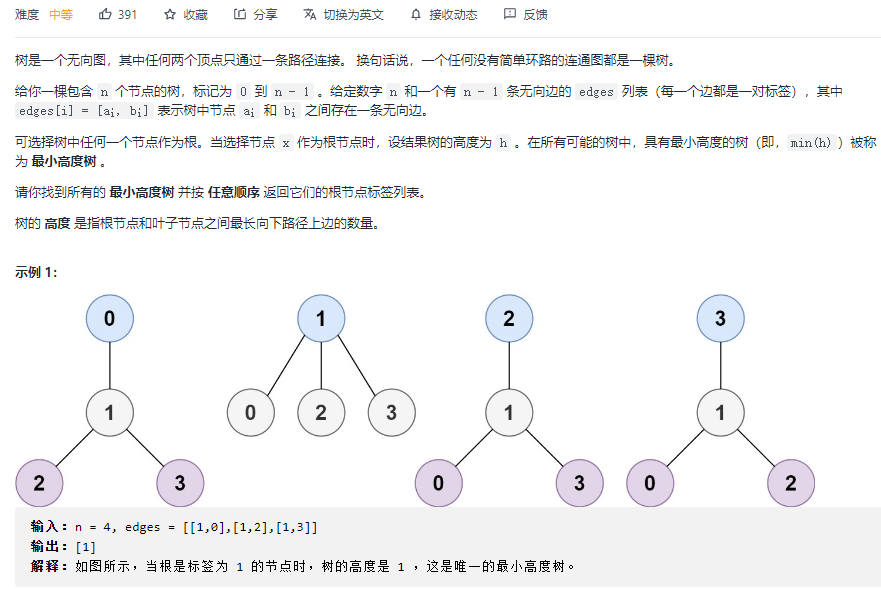 难度 中等 391 收藏 分享 切换为英文 接收动态 反馈
树是一个无向图，其中任何两个顶点只通过一条路径连接。 换句话说，一个任何没有简单环路的连通图都是一棵树。
给你一棵包含 n 个节点的树，标记为 0 到 n - 1 。给定数字 n 和一个有 n - 1 条无向边的 edges 列表（每一个边都是一对标签），其中
edges[i] = [ai, bi] 表示树中节点 ai 和 bi 之间存在一条无向边。
可选择树中任何一个节点作为根。当选择节点 x 作为根节点时，设结果树的高度为 h 。在所有可能的树中，具有最小高度的树（即，min(h)）被称
为 最小高度树 。
请你找到所有的 最小高度树 并按 任意顺序 返回它们的根节点标签列表。
树的 高度 是指根节点和叶子节点之间最长向下路径上边的数量。
示例 1：
0 1 2 3
1 0 2 3 1 1
2 3 0 3 0 2
输入：n = 4, edges = [[1,0],[1,2],[1,3]]
输出：[1]
解释：如图所示，当根是标签为 1 的节点时，树的高度是 1 ，这是唯一的最小高度树。